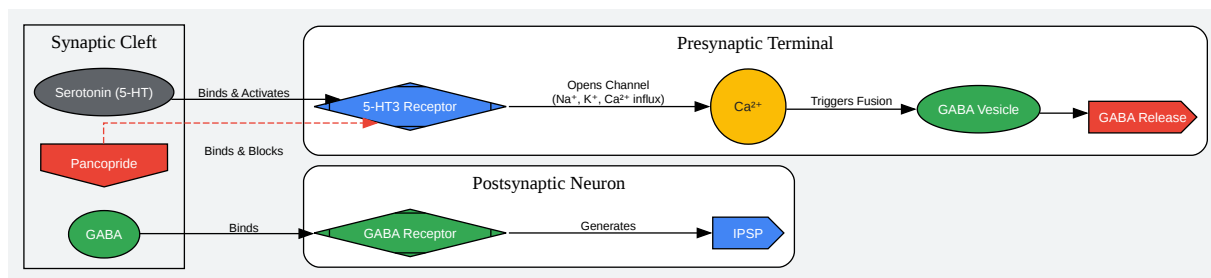 Synaptic Cleft
Presynaptic Terminal
Serotonin (5-HT)
Binds & Activates
5-HT3 Receptor
Opens Channel
(Na⁺, K⁺, Ca²⁺ influx)
Ca²⁺
Triggers Fusion
GABA Vesicle
GABA Release
Pancopride
Binds & Blocks
Postsynaptic Neuron
GABA
Binds
GABA Receptor
Generates
IPSP